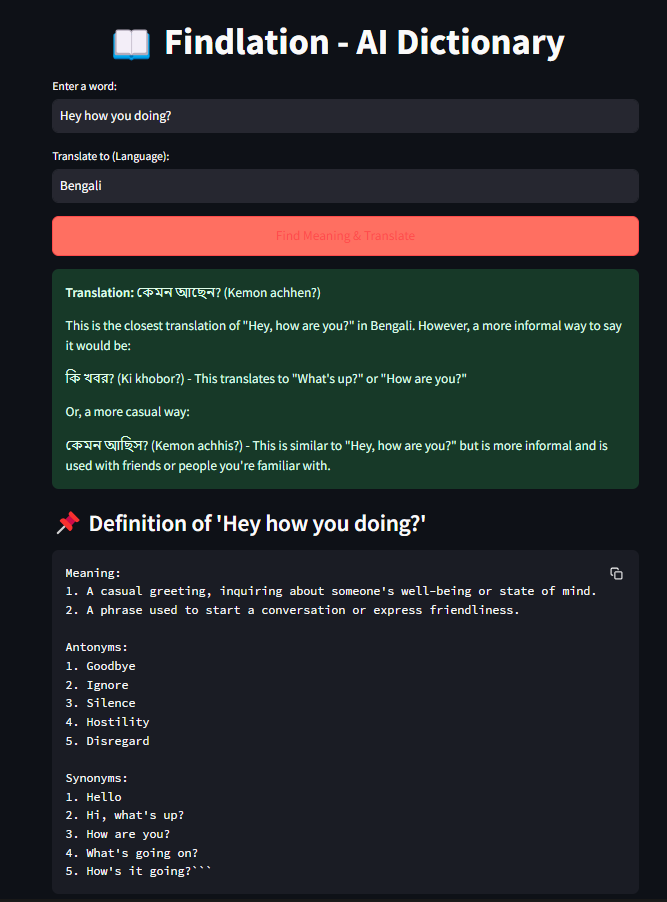 📖 Findlation - AI Dictionary
Enter a word:
Hey how you doing?
Translate to (Language):
Bengali
Find Meaning & Translate
Translation: কেমন আছেন? (Kemon achhen?)
This is the closest translation of "Hey, how are you?" in Bengali. However, a more informal way to say
it would be:
কি খবর? (Ki khobor?) - This translates to "What's up?" or "How are you?"
Or, a more casual way:
কেমন আছিস? (Kemon achhis?) - This is similar to "Hey, how are you?" but is more informal and is
used with friends or people you're familiar with.
📌 Definition of 'Hey how you doing?'
Meaning:
1. A casual greeting, inquiring about someone's well-being or state of mind.
2. A phrase used to start a conversation or express friendliness.
Antonyms:
1. Goodbye
2. Ignore
3. Silence
4. Hostility
5. Disregard
Synonyms:
1. Hello
2. Hi, what's up?
3. How are you?
4. What's going on?
5. How's it going?```